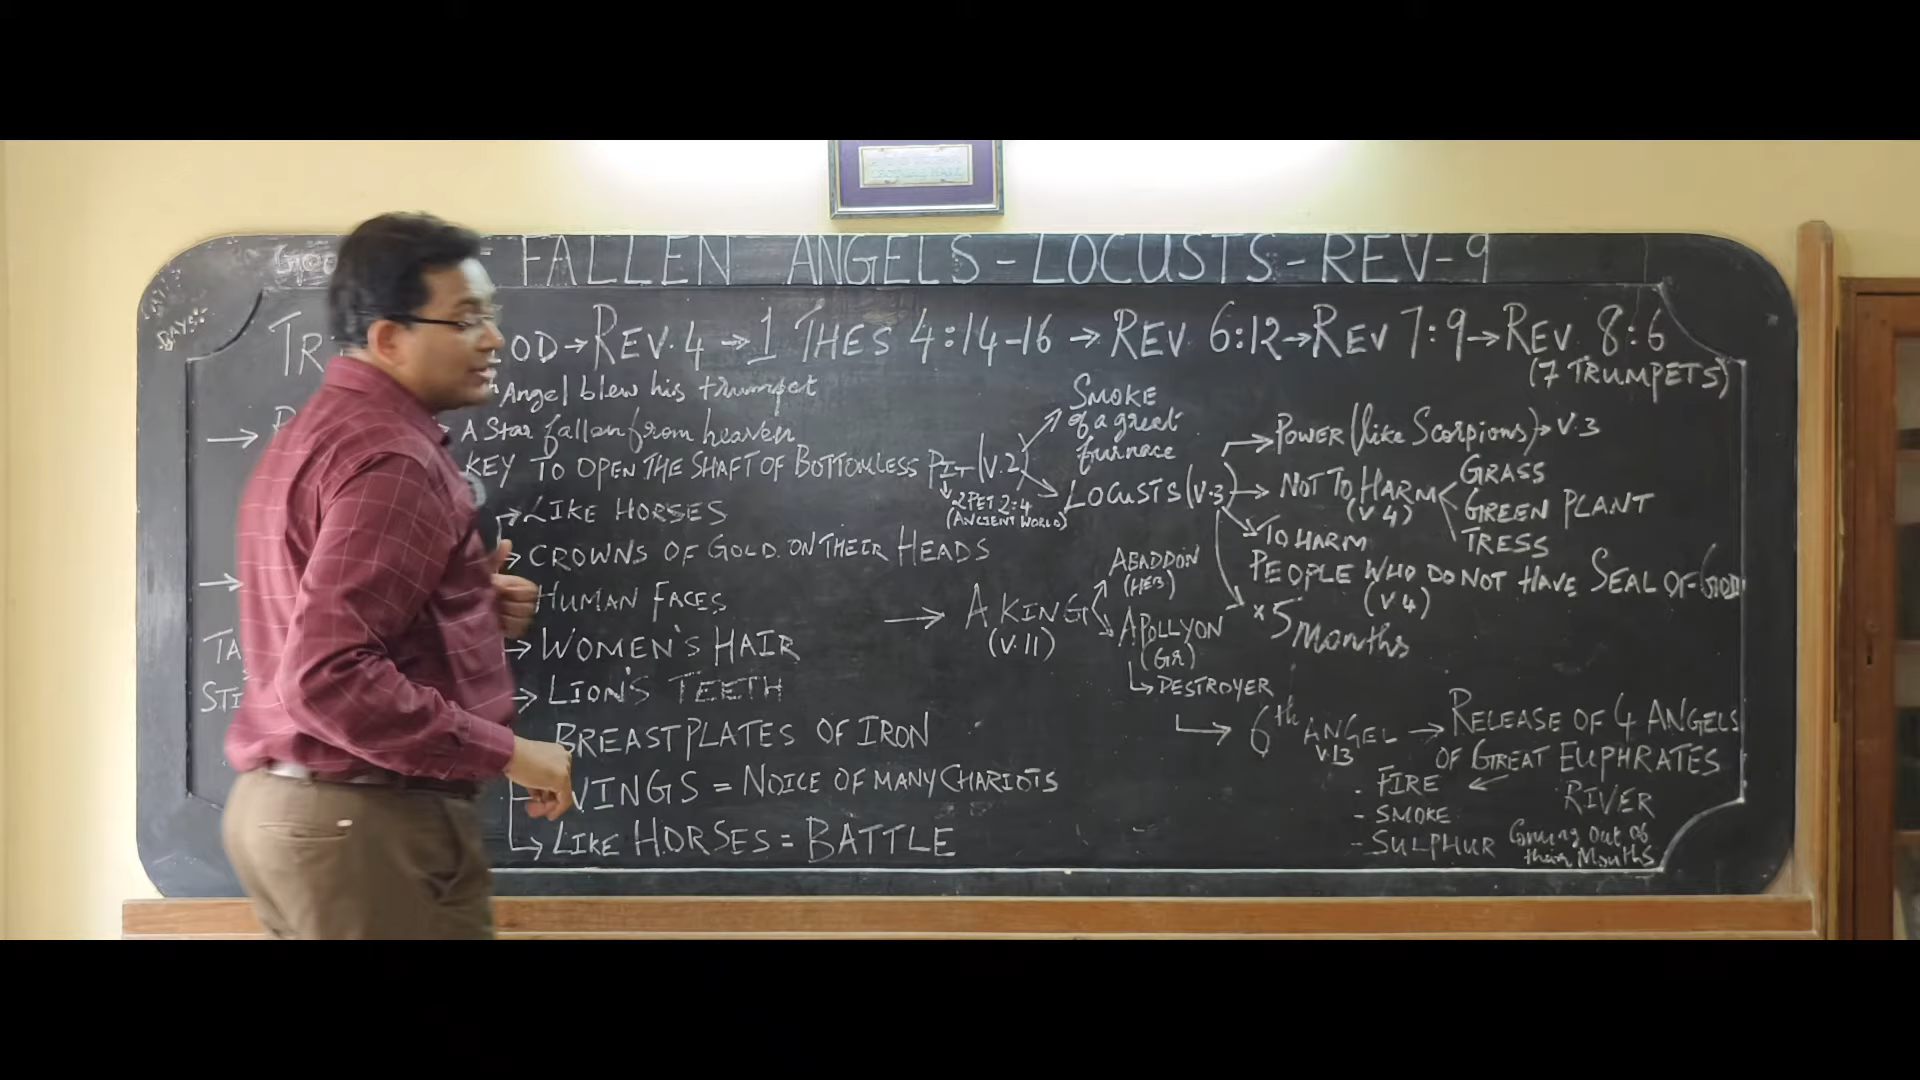 FALLEN ANGELS - LOCUSTS - REV - 9
DAYS:-
→ REV. 4 → 1 THES 4:14-16 → REV. 6:12 → REV 7:9 → REV. 8:6
(7 TRUMPETS)
Angel blew his trumpet
A Star fallen from heaven
KEY TO OPEN THE SHAFT OF BOTTOMLESS PIT (V.2)
2 PET 2:4
(ANCIENT WORLD)
SMOKE
of a great
furnace
LOCUSTS (V.3)
→ POWER (like Scorpions) → V.3
→ NOT TO HARM
(V 4)
GRASS
GREEN PLANT
TRESS
TO HARM
PEOPLE WHO DO NOT HAVE SEAL OF GOD
(V 4)
× 5 Months
→ LIKE HORSES
→ CROWNS OF GOLD ON THEIR HEADS
HUMAN FACES
→ WOMEN'S HAIR
→ LION'S TEETH
BREASTPLATES OF IRON
WINGS = NOICE OF MANY CHARIOTS
→ LIKE HORSES = BATTLE
→ A KING
(V.11)
ABADDON
(HEB)
APOLLYON
(GR)
→ DESTROYER
→ 6th ANGEL → RELEASE OF 4 ANGELS
V.13
OF GTREAT EUPHRATES
RIVER
- FIRE
- SMOKE
- SULPHUR Coming out of
their Mouths